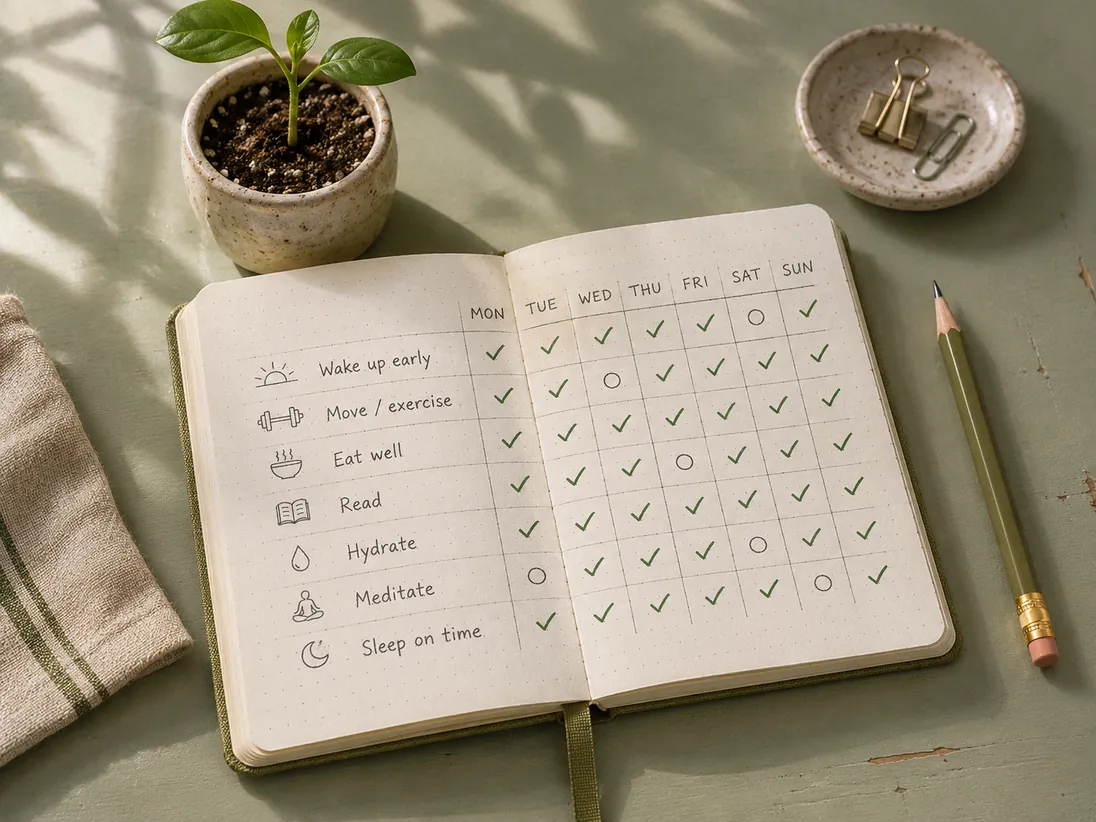 MON TUE WED THU FRI SAT SUN
Wake up early
Move / exercise
Eat well
Read
Hydrate
Meditate
Sleep on time